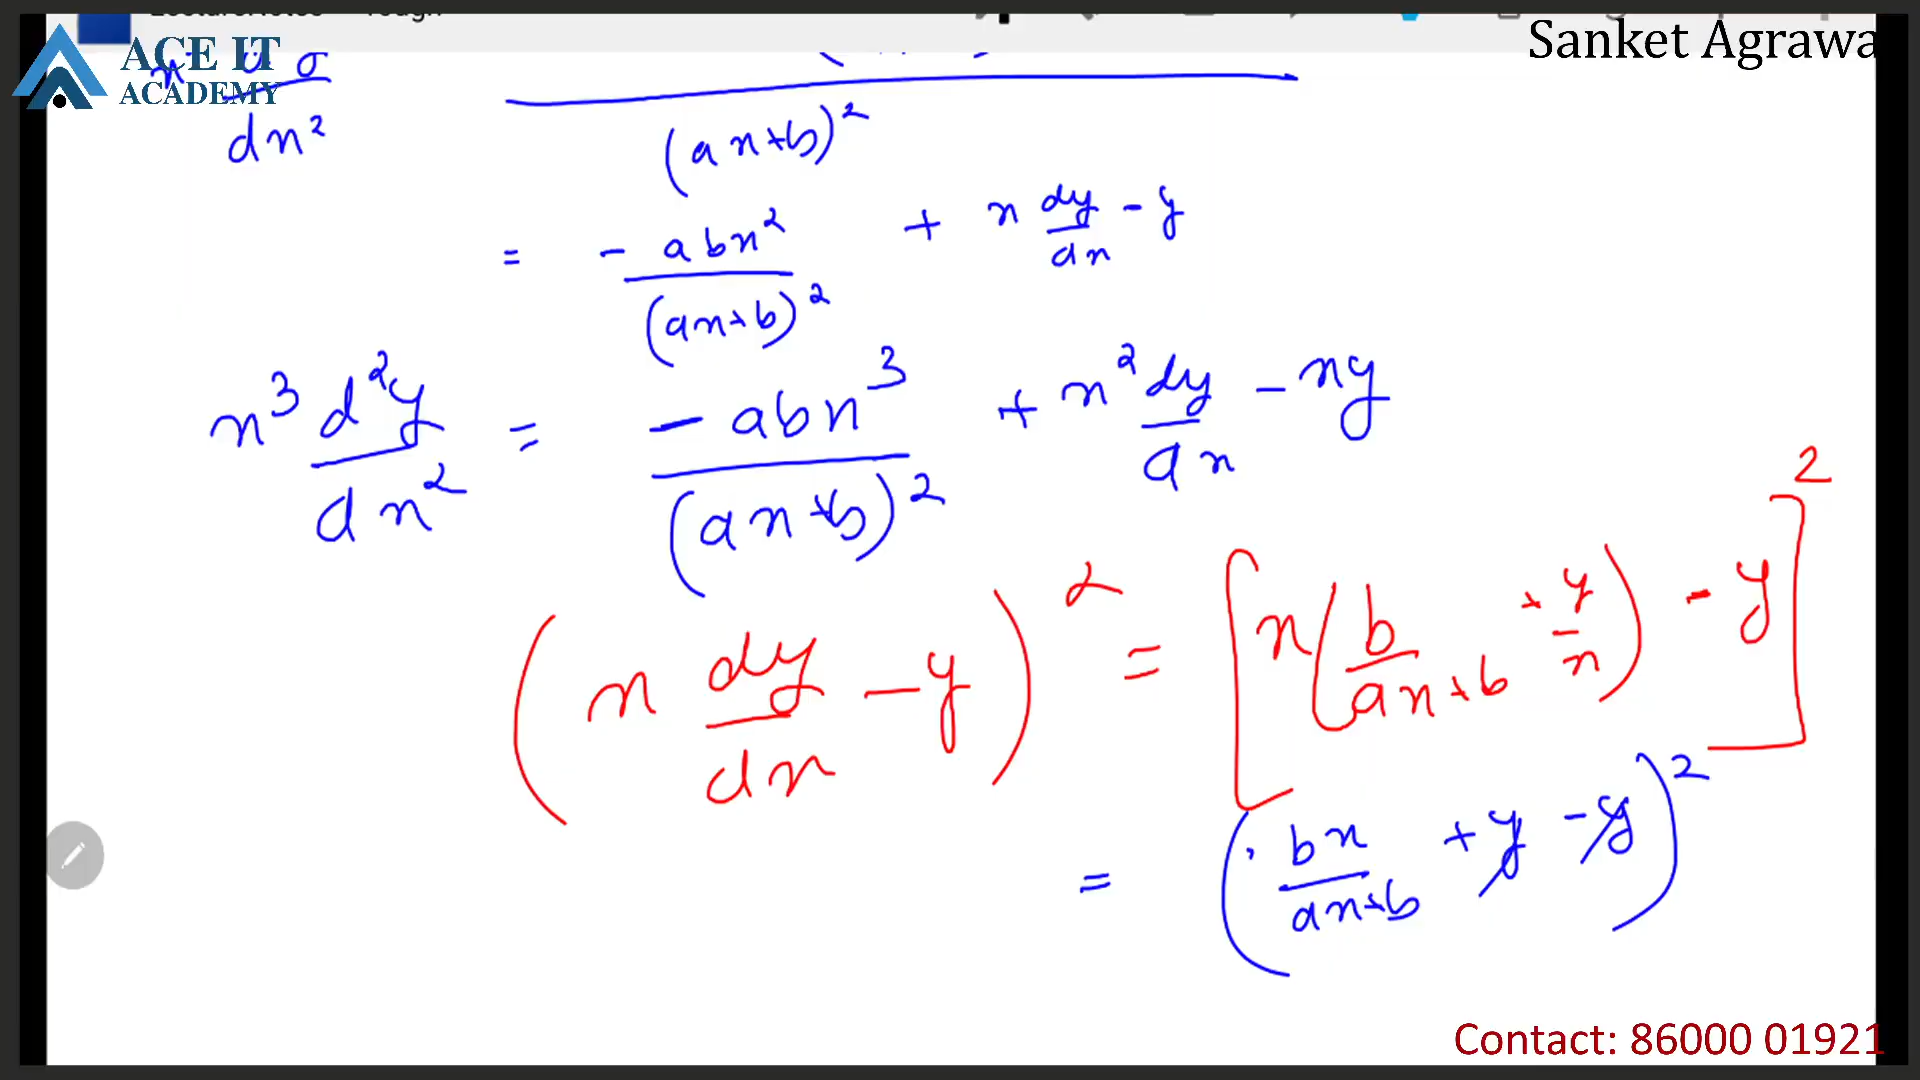 ACE IT
ACADEMY
Sanket Agrawa
dx²
(ax+b)²
= - abx² / (ax+b)² + x dy/dx - y
x³ d²y/dx² = - abx³ / (ax+b)² + x² dy/dx - xy
(x dy/dx - y)² = [x(b/(ax+b) + y/x) - y]²
= (bx/(ax+b) + y - y)²
Contact: 86000 01921